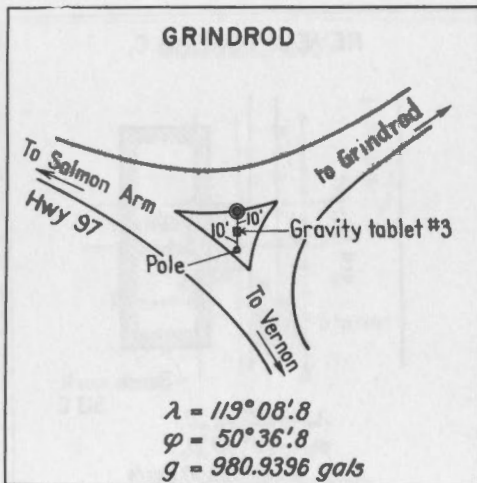 GRINDROD
To Salmon Arm
to Grindrod
Hwy 97
10'
10'
Gravity tablet #3
Pole
To Vernon
λ = 119° 08'.8
φ = 50° 36'.8
g = 980.9396 gals